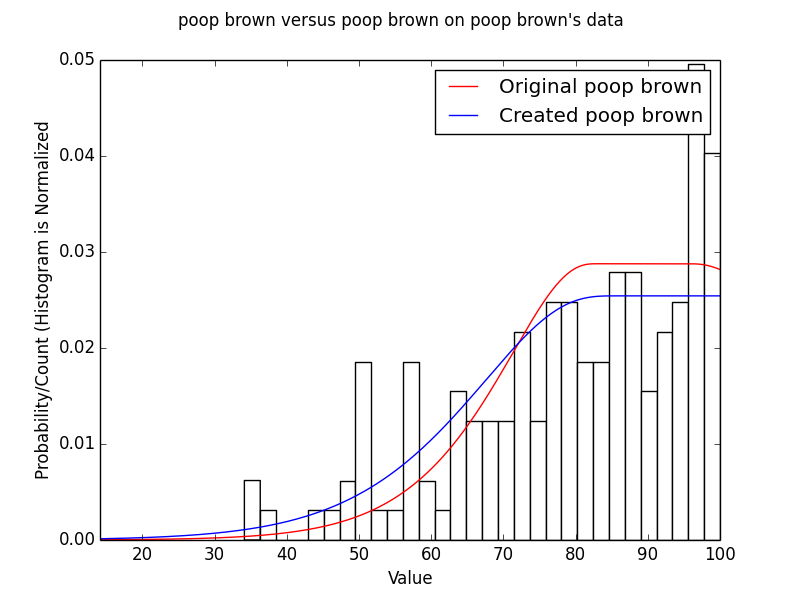 poop brown versus poop brown on poop brown's data
0.05
0.04
0.03
0.02
0.01
0.00
Probability/Count (Histogram is Normalized
Original poop brown
Created poop brown
20 30 40 50 60 70 80 90 100
Value